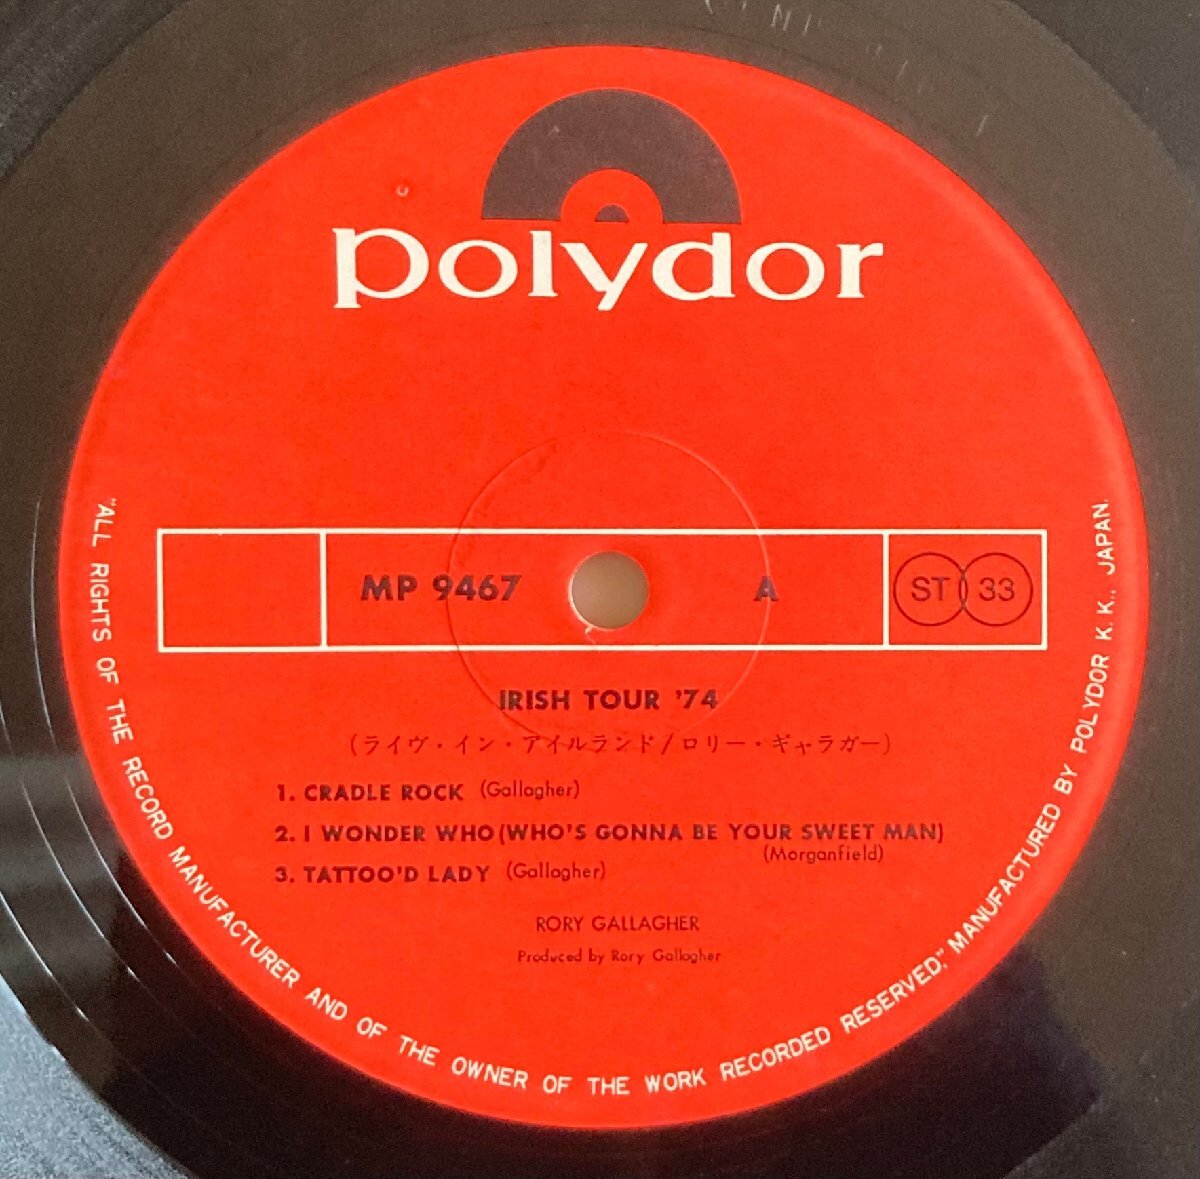 polydor
MP 9467 A ST 33
IRISH TOUR '74
(ライヴ・イン・アイルランド/ロリー・ギャラガー)
1. CRADLE ROCK (Gallagher)
2. I WONDER WHO (WHO'S GONNA BE YOUR SWEET MAN)
(Morganfield)
3. TATTOO'D LADY (Gallagher)
RORY GALLAGHER
Produced by Rory Gallagher
"ALL RIGHTS OF THE RECORD MANUFACTURER AND OF THE OWNER OF THE WORK RECORDED RESERVED," MANUFACTURED BY POLYDOR K. K., JAPAN.